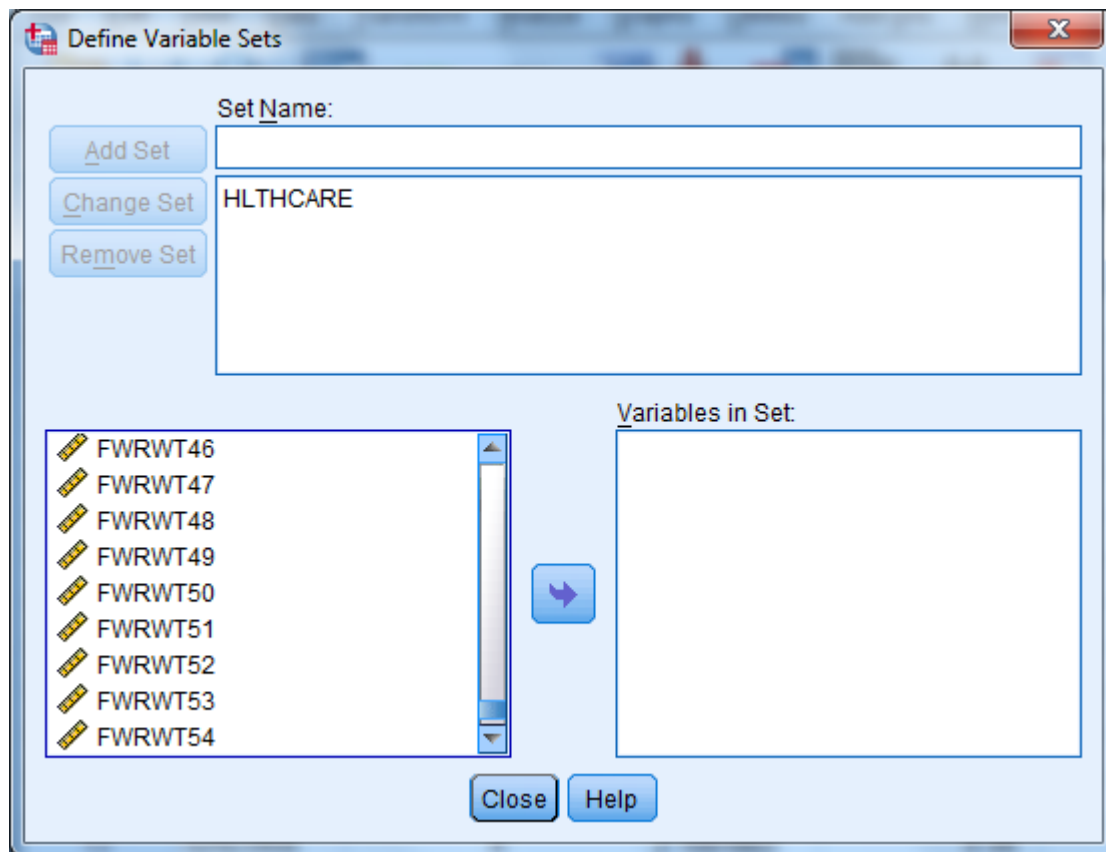 Define Variable Sets
Set Name:
Add Set
Change Set
HLTHCARE
Remove Set
Variables in Set:
FWRWT46
FWRWT47
FWRWT48
FWRWT49
FWRWT50
FWRWT51
FWRWT52
FWRWT53
FWRWT54
Close Help